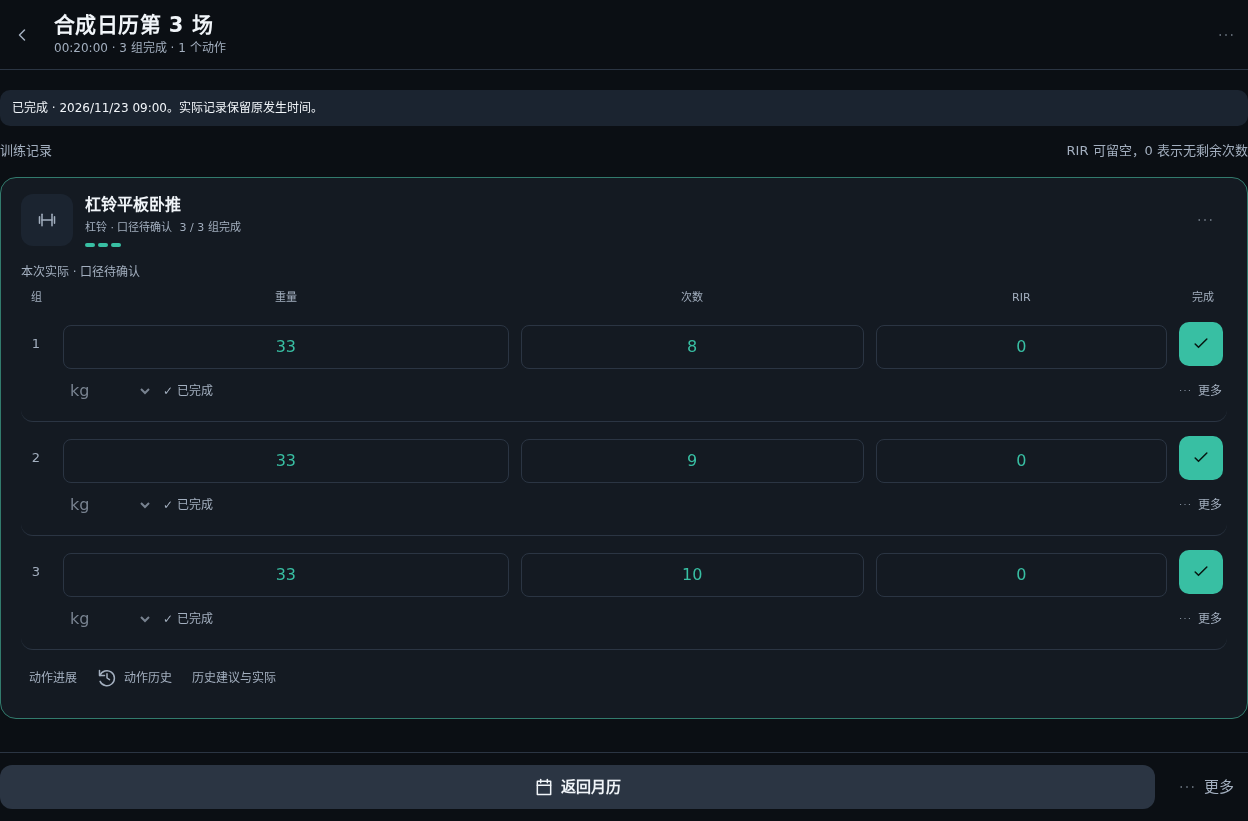 合成日历第 3 场
00:20:00 · 3 组完成 · 1 个动作
···
已完成 · 2026/11/23 09:00。实际记录保留原发生时间。
训练记录
RIR 可留空，0 表示无剩余次数
杠铃平板卧推
杠铃 · 口径待确认 3 / 3 组完成
···
本次实际 · 口径待确认
组 重量 次数 RIR 完成
1 33 8 0 ✓
kg ✓ 已完成 ··· 更多
2 33 9 0 ✓
kg ✓ 已完成 ··· 更多
3 33 10 0 ✓
kg ✓ 已完成 ··· 更多
动作进展 动作历史 历史建议与实际
返回月历 ··· 更多